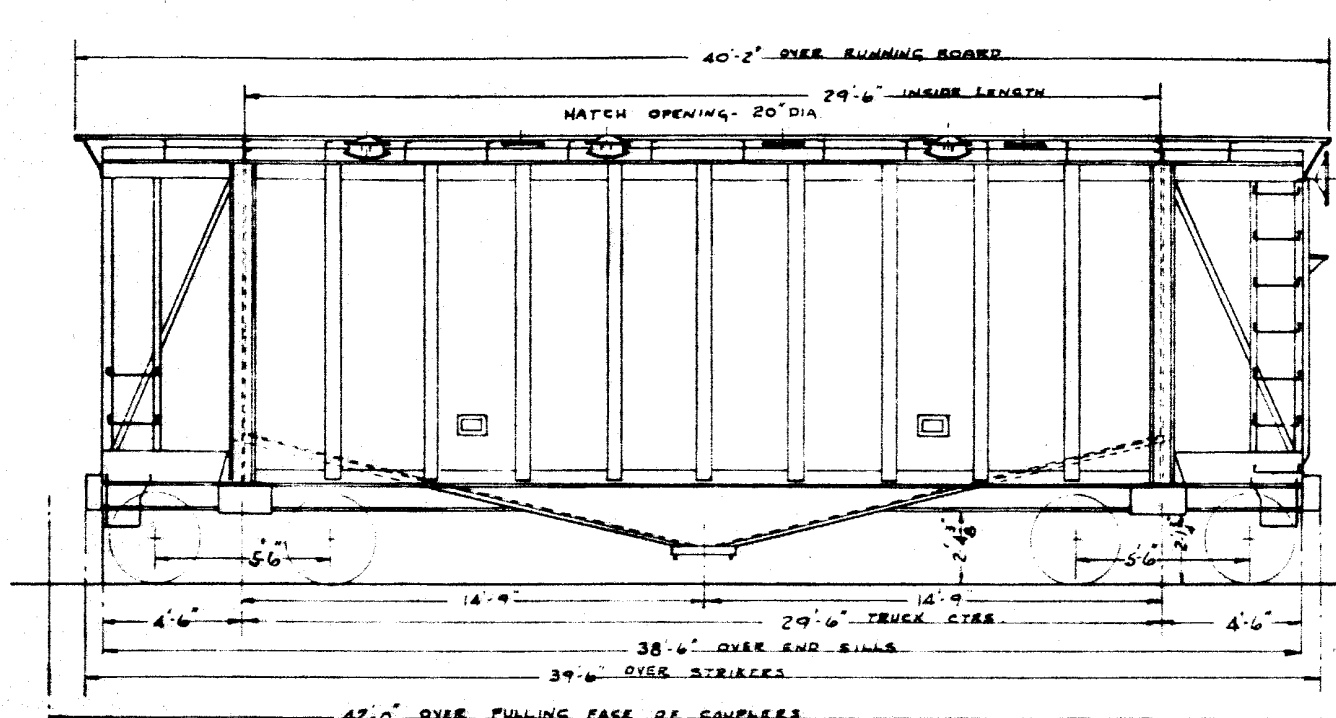 40'-2" OVER RUNNING BOARD
29'-6" INSIDE LENGTH
HATCH OPENING- 20" DIA.
2'-4 3/8"
5'-6"
5'-6"
14'-9"
14'-9"
4'-6"
29'-6" TRUCK CTRS.
4'-6"
38'-6" OVER END SILLS
39'-6" OVER STRIKERS
42'-0" OVER PULLING FACE OF COUPLERS